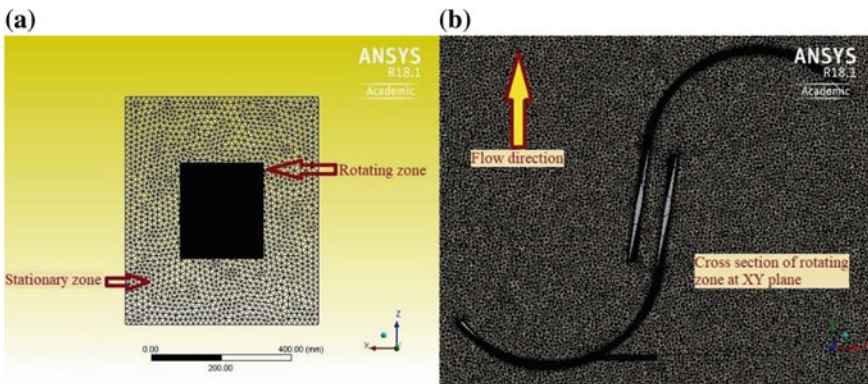 (a)
ANSYS
R18.1
Academic
Rotating zone
Stationary zone
0.00
400.00 (mm)
200.00
Z
X
(b)
ANSYS
R18.1
Academic
Flow direction
Cross section of rotating
zone at XY plane